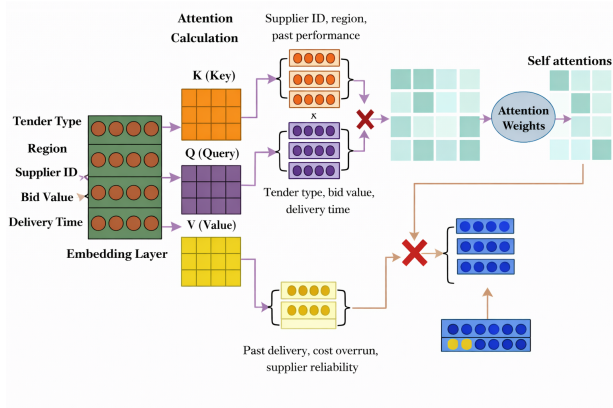 Attention
Calculation
Supplier ID, region,
past performance
Self attentions
K (Key)
Tender Type
x
Attention
Weights
Region
Q (Query)
Supplier ID
Bid Value
Tender type, bid value,
delivery time
Delivery Time
V (Value)
Embedding Layer
Past delivery, cost overrun,
supplier reliability